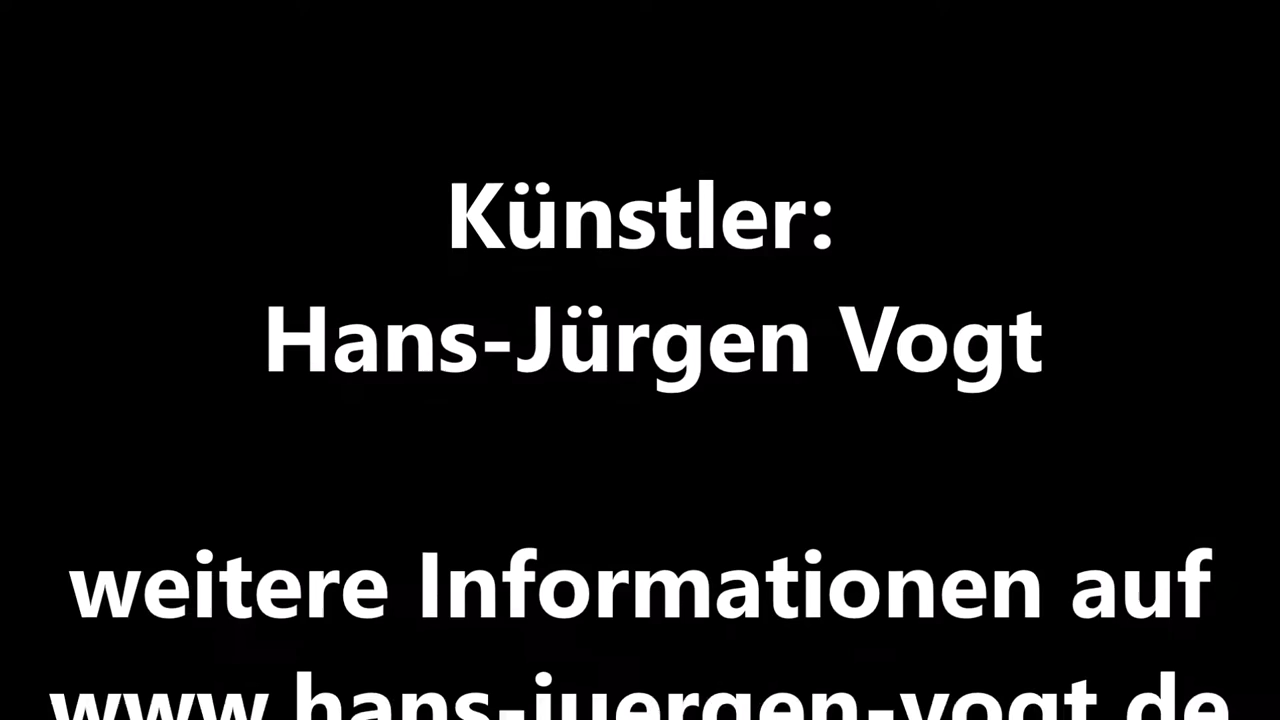 Künstler:
Hans-Jürgen Vogt
weitere Informationen auf
www.hans-juergen-vogt.de